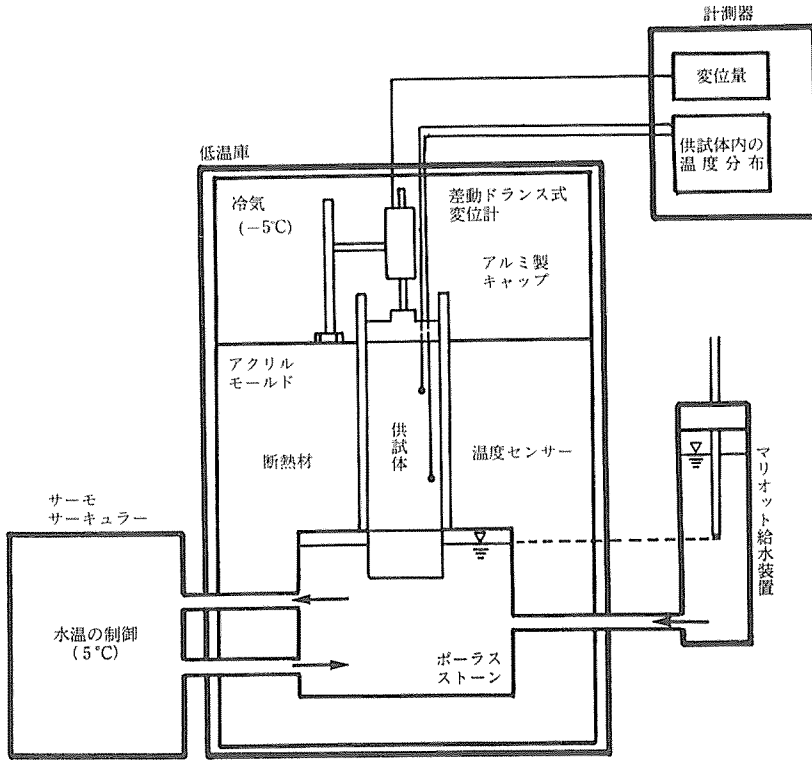 計測器
変位量
供試体内の
温度分布
低温庫
冷気
(−5℃)
差動ドランス式
変位計
アルミ製
キャップ
アクリル
モールド
供試体
断熱材
温度センサー
マリオット給水装置
サーモ
サーキュラー
水温の制御
(5℃)
ポーラス
ストーン